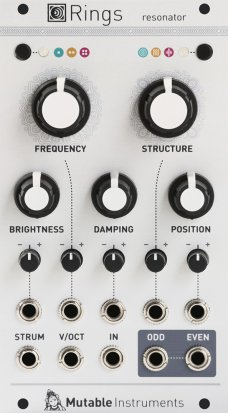 Rings resonator
FREQUENCY STRUCTURE
BRIGHTNESS DAMPING POSITION
− + − + − + − + − +
STRUM V/OCT IN ODD EVEN
Mutable Instruments